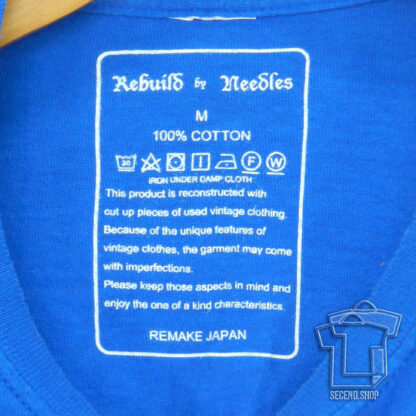 Rebuild by Needles
M
100% COTTON
30 F W
IRON UNDER DAMP CLOTH
This product is reconstructed with
cut up pieces of used vintage clothing.
Because of the unique features of
vintage clothes, the garment may come
with imperfections.
Please keep those aspects in mind and
enjoy the one of a kind characteristics.
REMAKE JAPAN
SECEND.SHOP